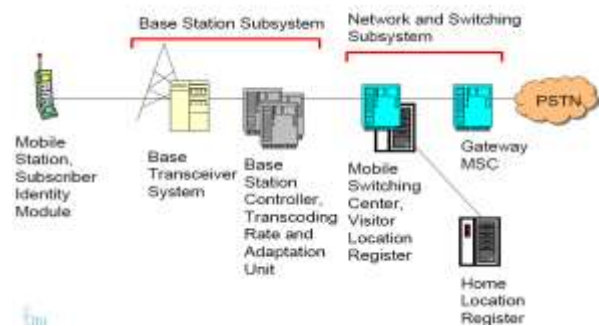 Base Station Subsystem
Network and Switching
Subsystem
PSTN
Mobile
Station,
Subscriber
Identity
Module
Base
Transceiver
System
Base
Station
Controller,
Transcoding
Rate and
Adaptation
Unit
Mobile
Switching
Center,
Visitor
Location
Register
Gateway
MSC
Home
Location
Register